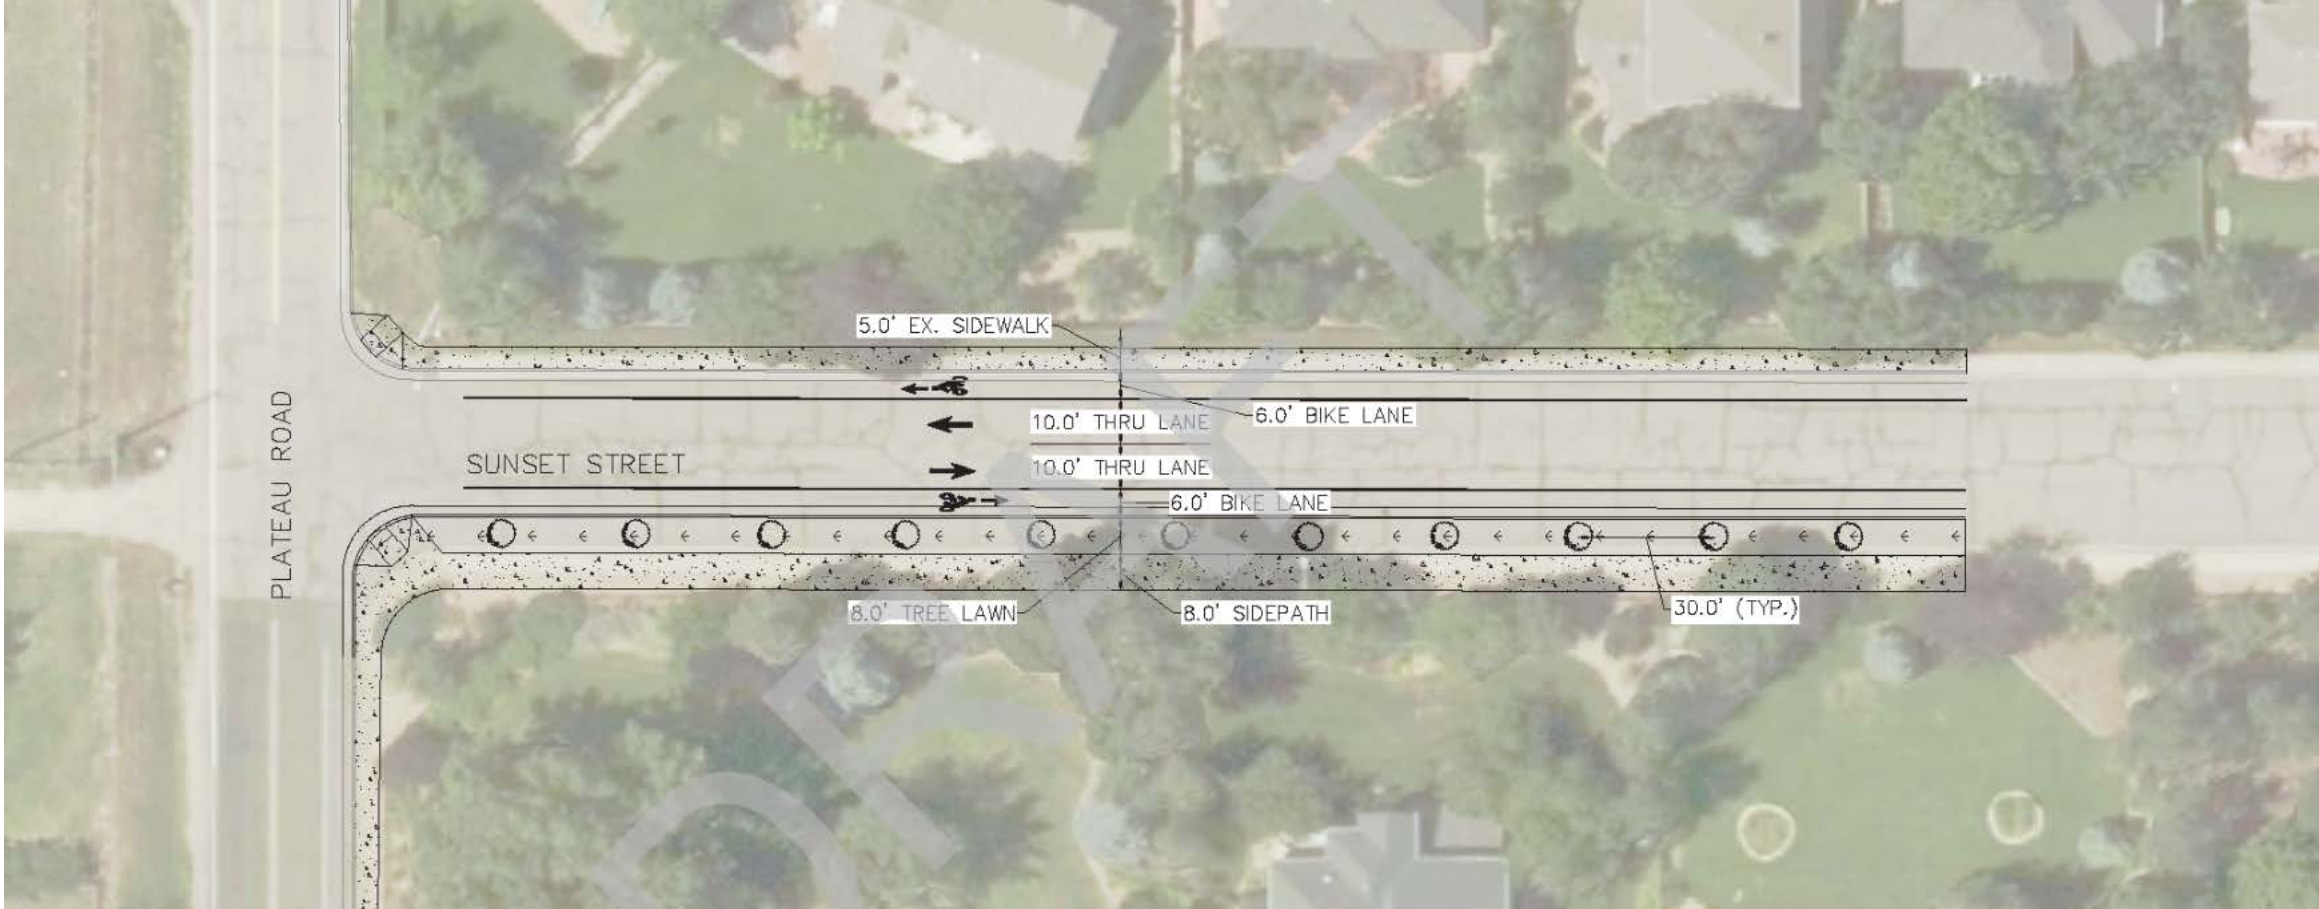 5.0' EX. SIDEWALK
6.0' BIKE LANE
10.0' THRU LANE
PLATEAU ROAD
SUNSET STREET
10.0' THRU LANE
6.0' BIKE LANE
8.0' TREE LAWN
8.0' SIDEPATH
30.0' (TYP.)
DRAFT